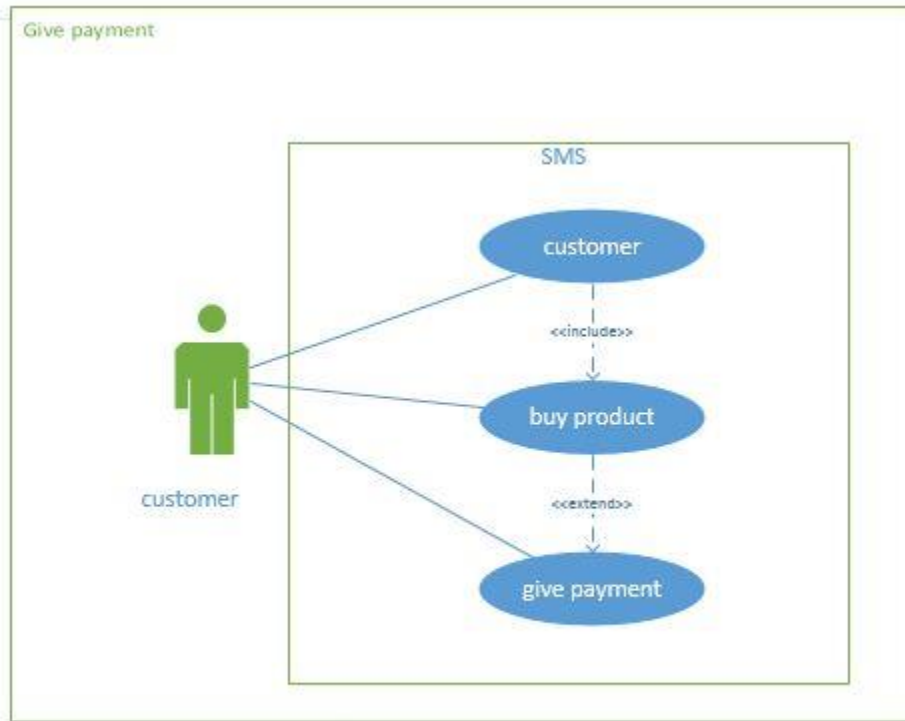 Give payment
SMS
customer
<<include>>
buy product
customer
<<extend>>
give payment